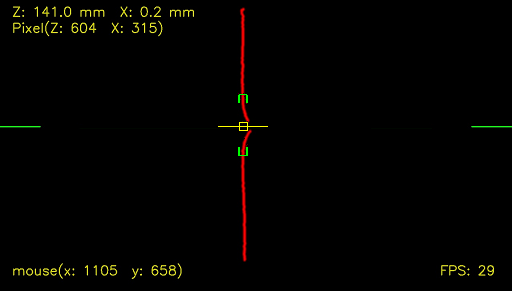 Z: 141.0 mm X: 0.2 mm
Pixel(Z: 604 X: 315)
mouse(x: 1105 y: 658)
FPS: 29